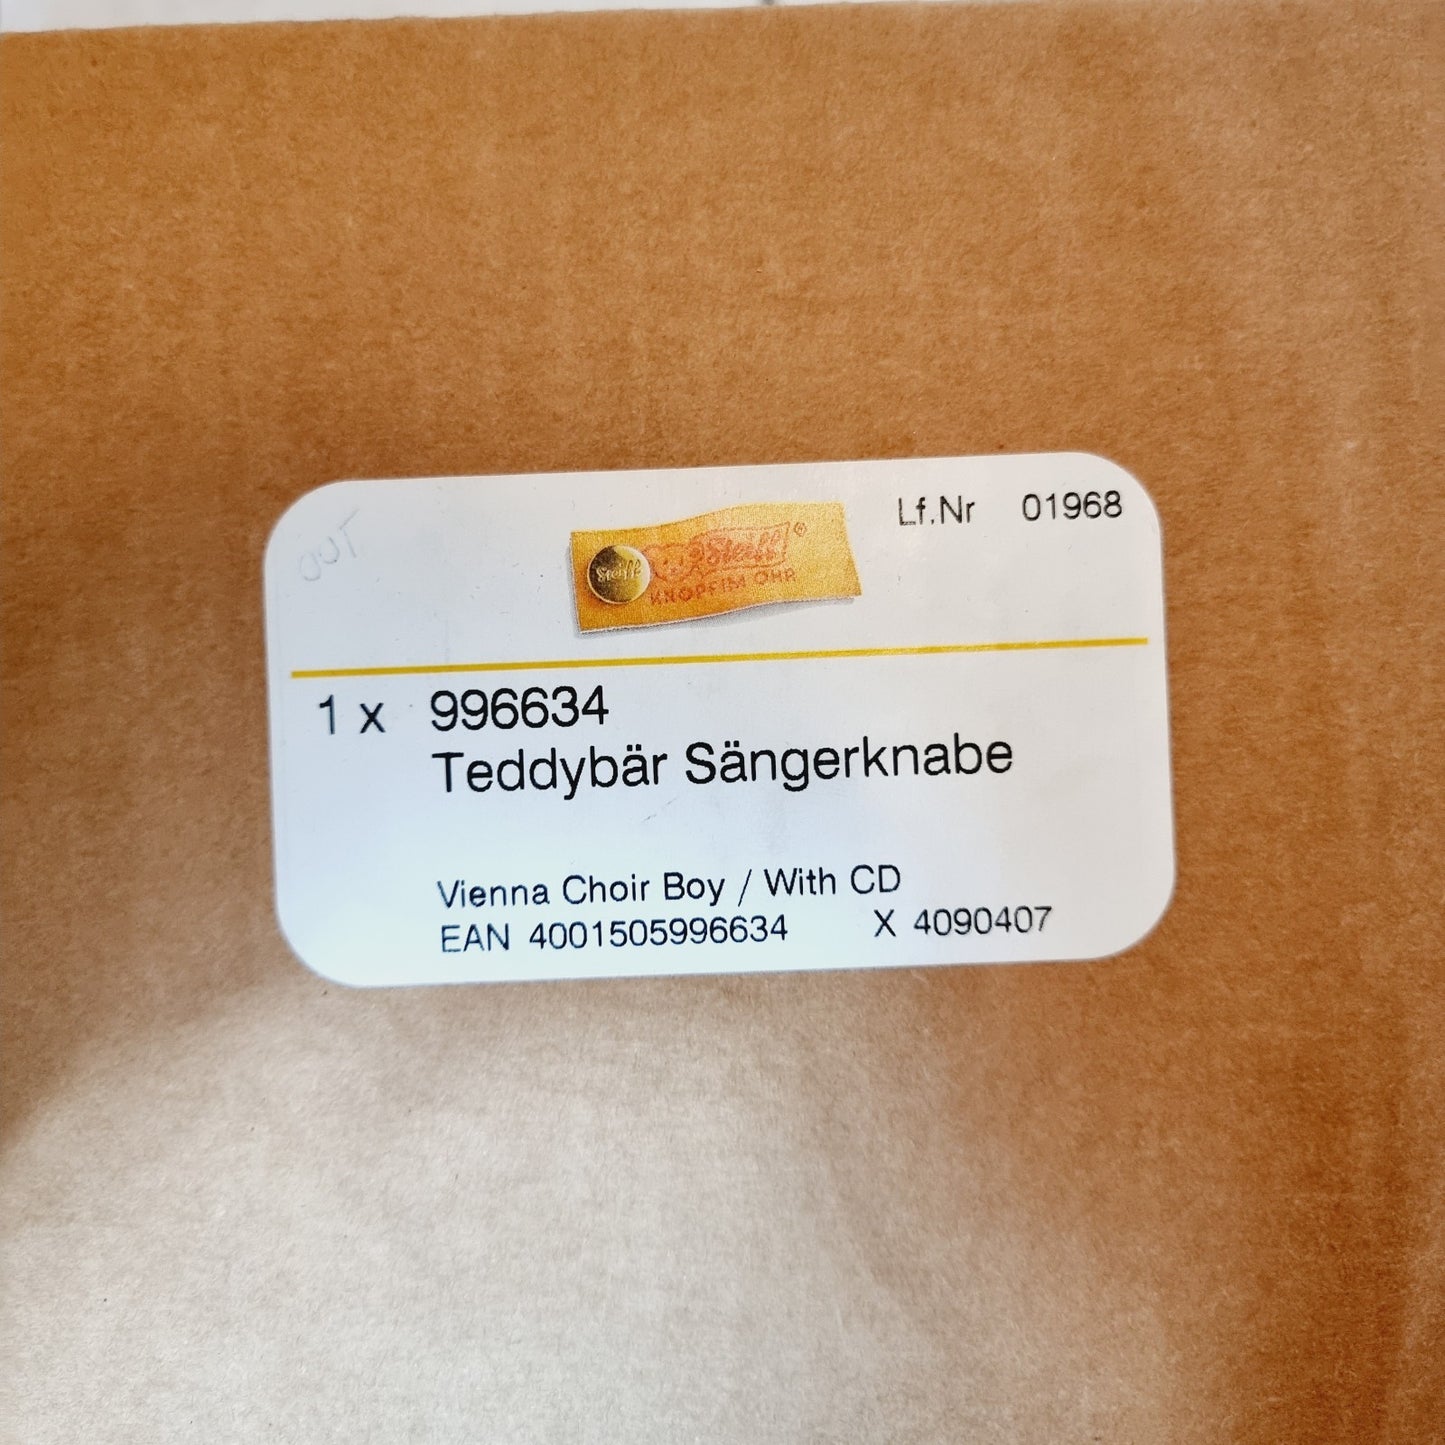 OUT
Lf.Nr 01968
Steiff
Steiff ®
KNOPF IM OHR
1 x 996634
Teddybär Sängerknabe
Vienna Choir Boy / With CD
EAN 4001505996634 X 4090407